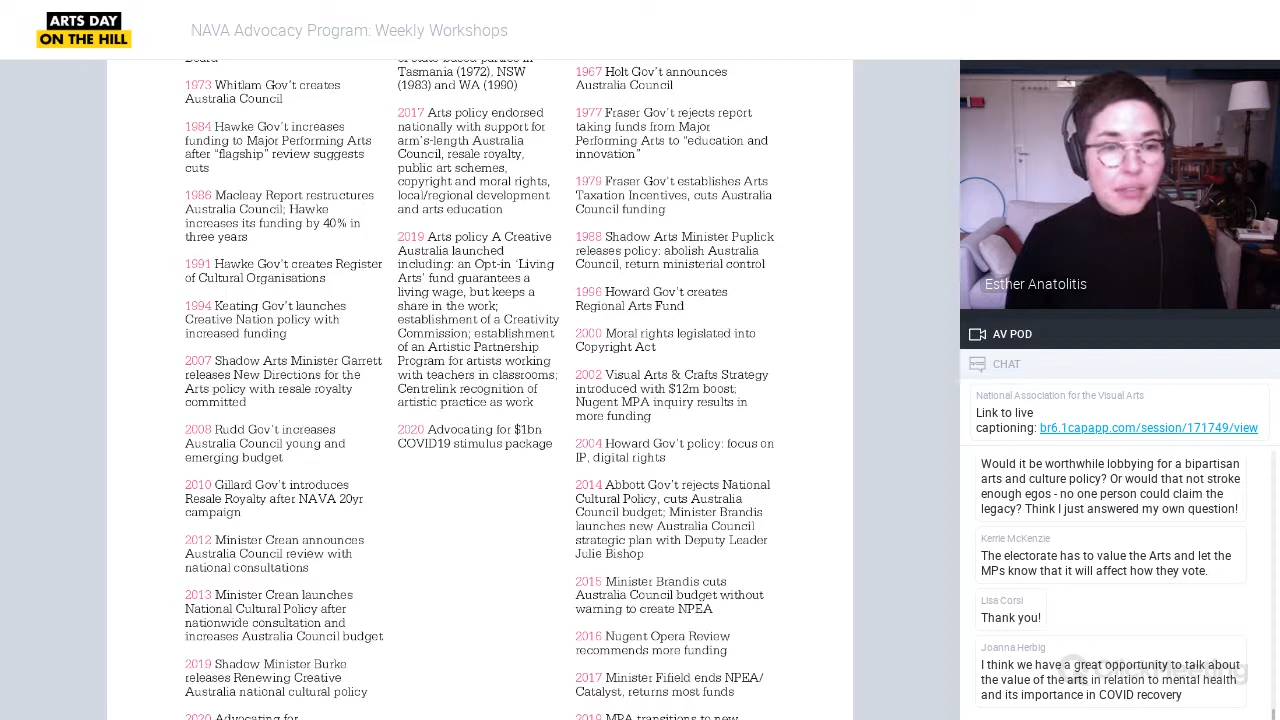 ARTS DAY
ON THE HILL
NAVA Advocacy Program: Weekly Workshops
Board
1973 Whitlam Gov't creates
Australia Council
1984 Hawke Gov't increases
funding to Major Performing Arts
after "flagship" review suggests
cuts
1986 Macleay Report restructures
Australia Council; Hawke
increases its funding by 40% in
three years
1991 Hawke Gov't creates Register
of Cultural Organisations
1994 Keating Gov't launches
Creative Nation policy with
increased funding
2007 Shadow Arts Minister Garrett
releases New Directions for the
Arts policy with resale royalty
committed
2008 Rudd Gov't increases
Australia Council young and
emerging budget
2010 Gillard Gov't introduces
Resale Royalty after NAVA 20yr
campaign
2012 Minister Crean announces
Australia Council review with
national consultations
2013 Minister Crean launches
National Cultural Policy after
nationwide consultation and
increases Australia Council budget
2019 Shadow Minister Burke
releases Renewing Creative
Australia national cultural policy
2020 Advocating for
of state-based parties in
Tasmania (1972), NSW
(1983) and WA (1990)
2017 Arts policy endorsed
nationally with support for
arm's-length Australia
Council, resale royalty,
public art schemes,
copyright and moral rights,
local/regional development
and arts education
2019 Arts policy A Creative
Australia launched
including: an Opt-in 'Living
Arts' fund guarantees a
living wage, but keeps a
share in the work;
establishment of a Creativity
Commission; establishment
of an Artistic Partnership
Program for artists working
with teachers in classrooms;
Centrelink recognition of
artistic practice as work
2020 Advocating for $1bn
COVID19 stimulus package
1967 Holt Gov't announces
Australia Council
1977 Fraser Gov't rejects report
taking funds from Major
Performing Arts to "education and
innovation"
1979 Fraser Gov't establishes Arts
Taxation Incentives, cuts Australia
Council funding
1988 Shadow Arts Minister Puplick
releases policy: abolish Australia
Council, return ministerial control
1996 Howard Gov't creates
Regional Arts Fund
2000 Moral rights legislated into
Copyright Act
2002 Visual Arts & Crafts Strategy
introduced with $12m boost;
Nugent MPA inquiry results in
more funding
2004 Howard Gov't policy: focus on
IP, digital rights
2014 Abbott Gov't rejects National
Cultural Policy, cuts Australia
Council budget; Minister Brandis
launches new Australia Council
strategic plan with Deputy Leader
Julie Bishop
2015 Minister Brandis cuts
Australia Council budget without
warning to create NPEA
2016 Nugent Opera Review
recommends more funding
2017 Minister Fifield ends NPEA/
Catalyst, returns most funds
2019 MPA transitions to new
Esther Anatolitis
AV POD
CHAT
National Association for the Visual Arts
Link to live
captioning: br6.1capapp.com/session/171749/view
Would it be worthwhile lobbying for a bipartisan
arts and culture policy? Or would that not stroke
enough egos - no one person could claim the
legacy? Think I just answered my own question!
Kerrie McKenzie
The electorate has to value the Arts and let the
MPs know that it will affect how they vote.
Lisa Corsi
Thank you!
Joanna Herbig
I think we have a great opportunity to talk about
the value of the arts in relation to mental health
and its importance in COVID recovery